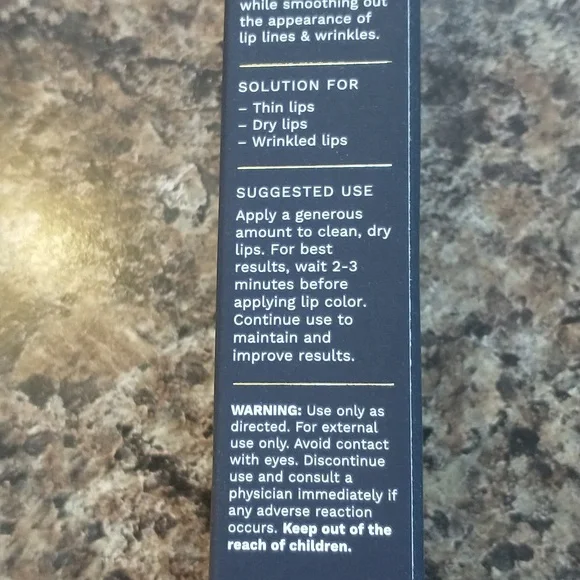 while smoothing out
the appearance of
lip lines & wrinkles.
SOLUTION FOR
– Thin lips
– Dry lips
– Wrinkled lips
SUGGESTED USE
Apply a generous
amount to clean, dry
lips. For best
results, wait 2-3
minutes before
applying lip color.
Continue use to
maintain and
improve results.
WARNING: Use only as
directed. For external
use only. Avoid contact
with eyes. Discontinue
use and consult a
physician immediately if
any adverse reaction
occurs. Keep out of the
reach of children.